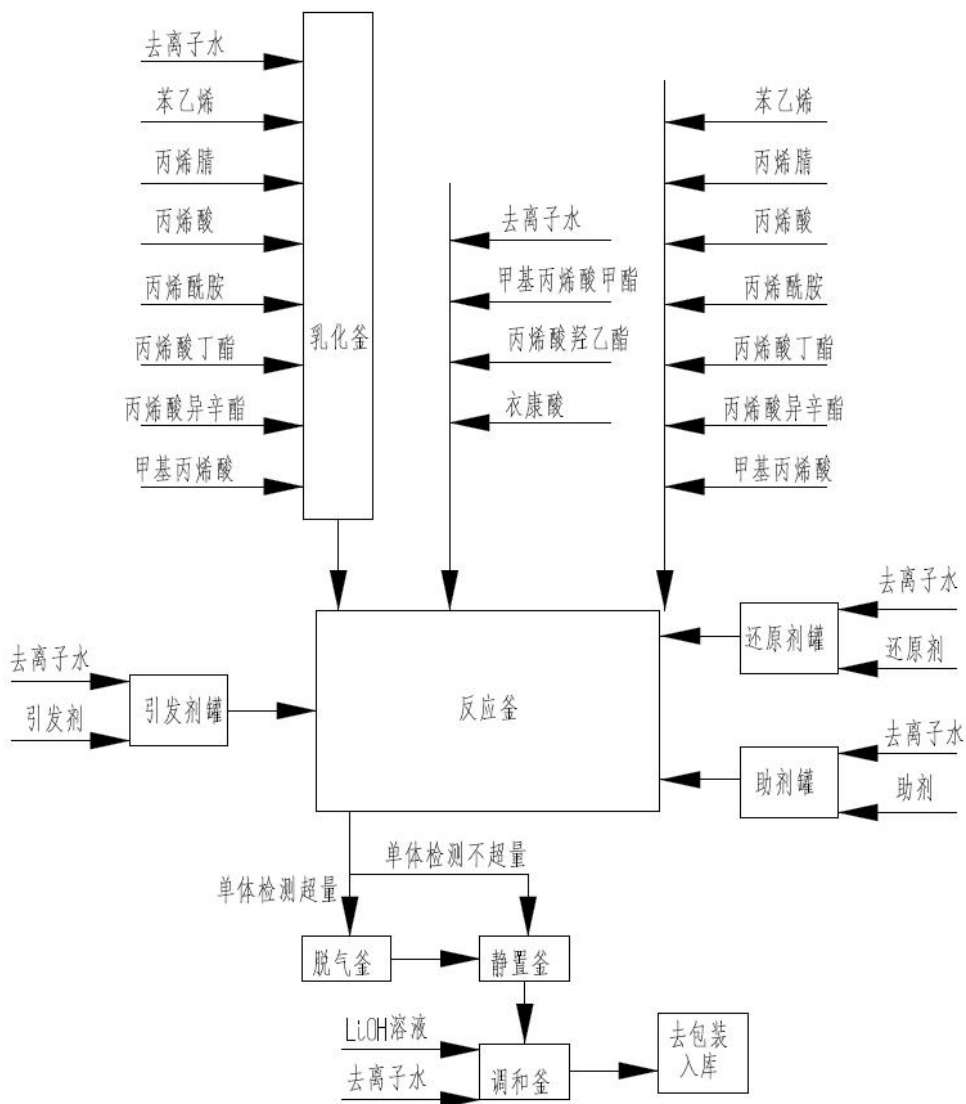 去离子水
苯乙烯
丙烯腈
丙烯酸
丙烯酰胺
丙烯酸丁酯
丙烯酸异辛酯
甲基丙烯酸
乳化釜
去离子水
甲基丙烯酸甲酯
丙烯酸羟乙酯
衣康酸
苯乙烯
丙烯腈
丙烯酸
丙烯酰胺
丙烯酸丁酯
丙烯酸异辛酯
甲基丙烯酸
去离子水
引发剂
引发剂罐
反应釜
去离子水
还原剂
还原剂罐
去离子水
助剂
助剂罐
单体检测不超量
单体检测超量
脱气釜
静置釜
LiOH溶液
去离子水
调和釜
去包装
入库